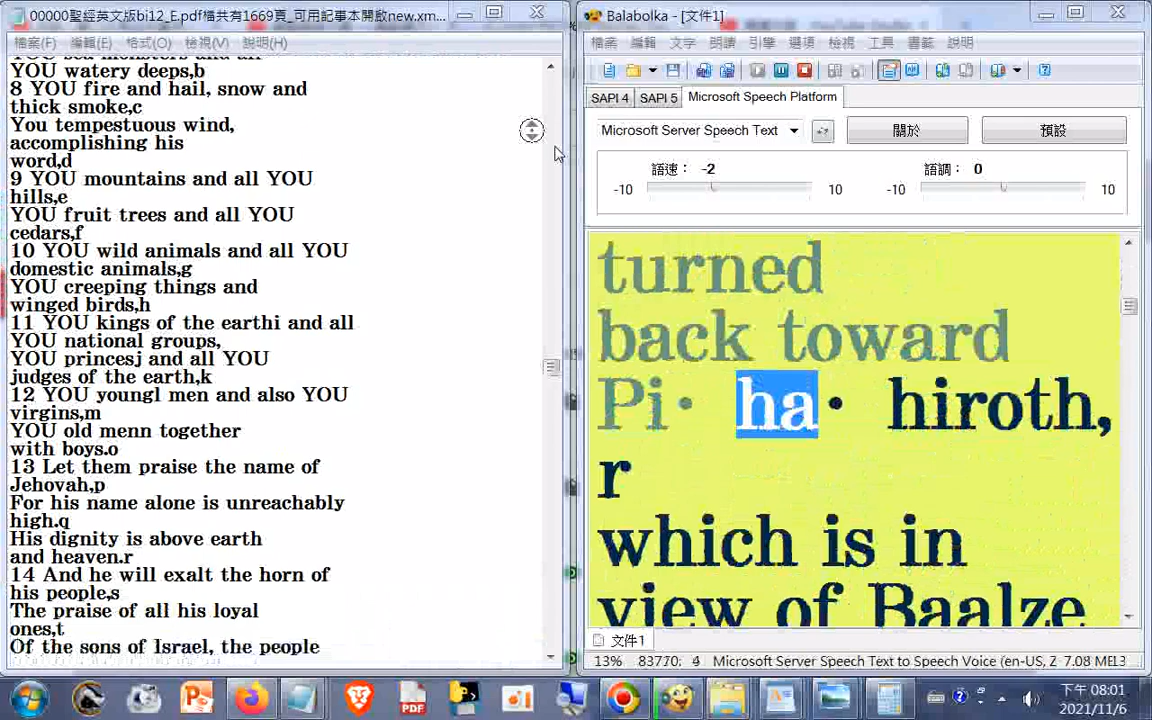 00000聖經英文版bi12_E.pdf檔共有1669頁_可用記事本開啟new.xm...
檔案(F) 編輯(E) 格式(O) 檢視(V) 說明(H)
YOU sea monsters and all
YOU watery deeps,b
8 YOU fire and hail, snow and
thick smoke,c
You tempestuous wind,
accomplishing his
word,d
9 YOU mountains and all YOU
hills,e
YOU fruit trees and all YOU
cedars,f
10 YOU wild animals and all YOU
domestic animals,g
YOU creeping things and
winged birds,h
11 YOU kings of the earthi and all
YOU national groups,
YOU princesj and all YOU
judges of the earth,k
12 YOU youngl men and also YOU
virgins,m
YOU old menn together
with boys.o
13 Let them praise the name of
Jehovah,p
For his name alone is unreachably
high.q
His dignity is above earth
and heaven.r
14 And he will exalt the horn of
his people,s
The praise of all his loyal
ones,t
Of the sons of Israel, the people
Balabolka - [文件1]
檔案 編輯 文字 朗讀 引擎 選項 檢視 工具 書籤 說明
SAPI 4 SAPI 5 Microsoft Speech Platform
Microsoft Server Speech Text 關於 預設
語速： -2 語調： 0
-10 10 -10 10
turned
back toward
Pi· ha· hiroth,
r
which is in
view of Baalze
文件1
13% 83770: 4 Microsoft Server Speech Text to Speech Voice (en-US, Z 7.08 МЕ
PDF
下午 08:01
2021/11/6